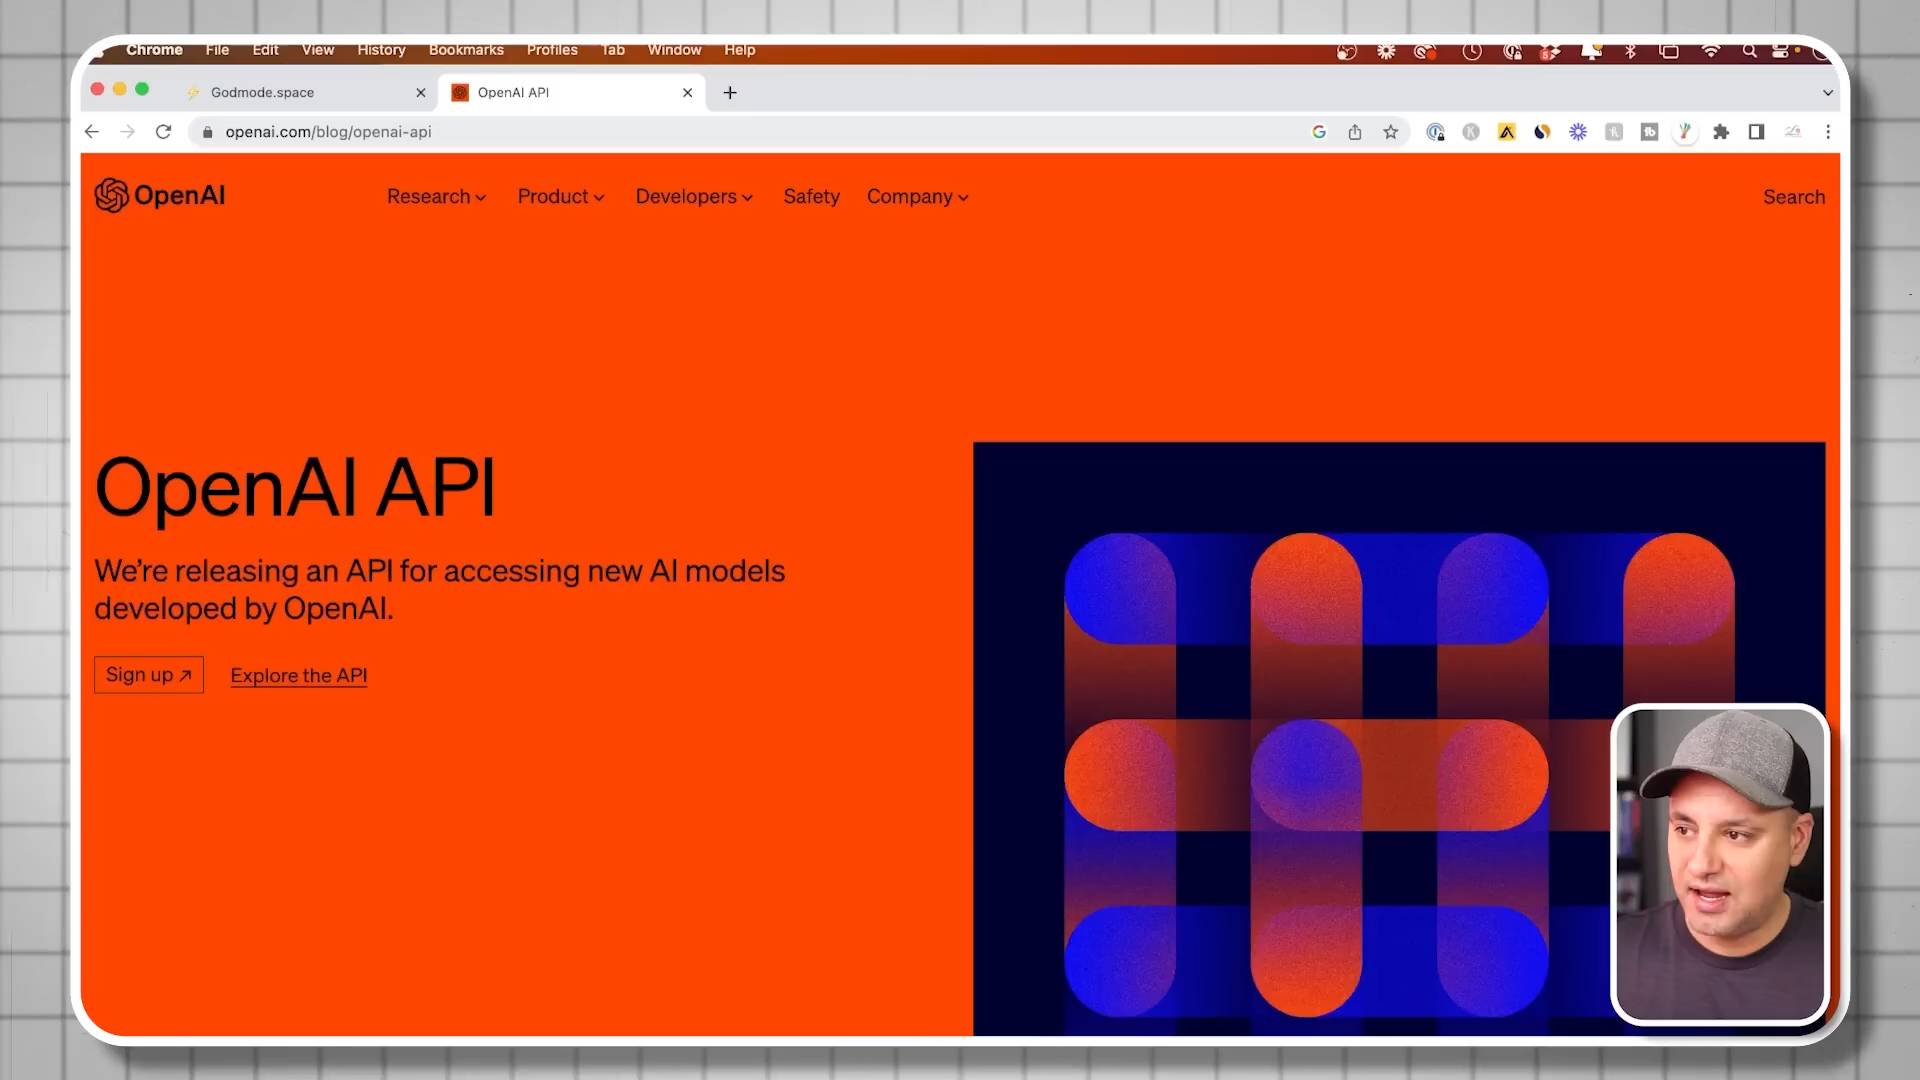 Chrome File Edit View History Bookmarks Profiles Tab Window Help
Godmode.space
OpenAI API
openai.com/blog/openai-api
OpenAI
Research
Product
Developers
Safety
Company
Search
OpenAI API
We're releasing an API for accessing new AI models
developed by OpenAI.
Sign up ↗
Explore the API